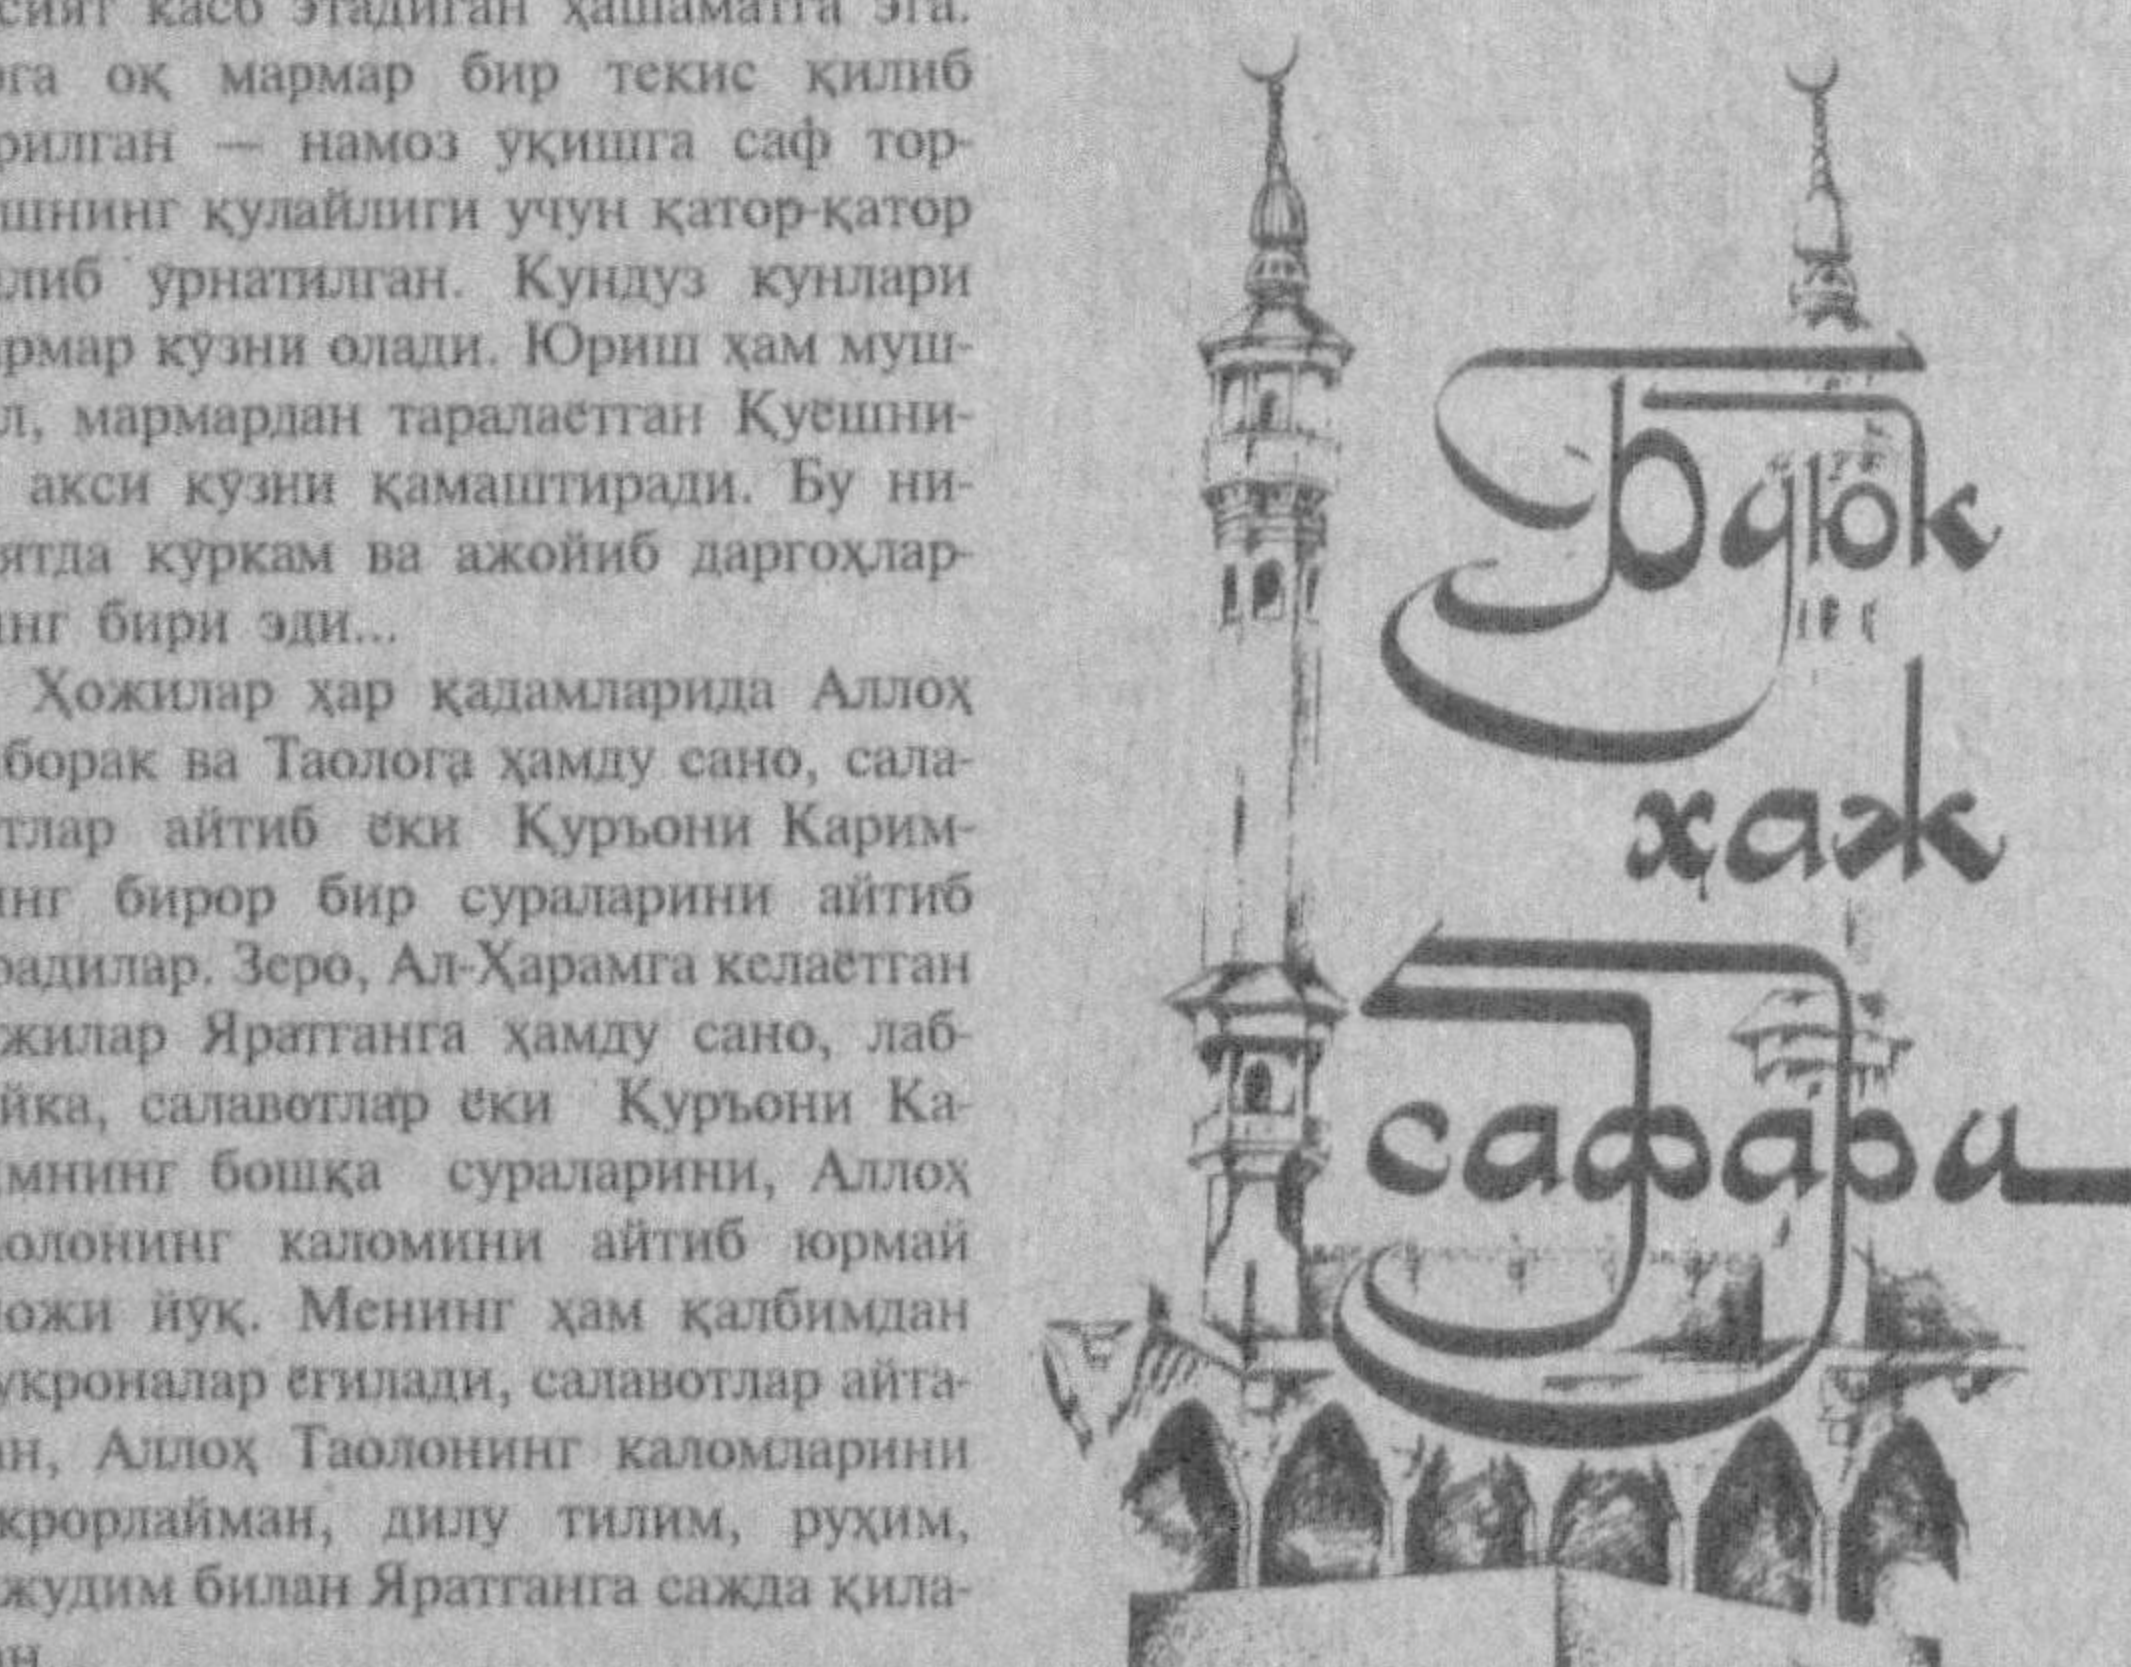 касб этадиган ҳашаматга эга.
оқ мармар бир текис қилиб
рилган — намоз ўқишга саф тор-
шнинг қулайлиги учун қатор-қатор
либ ўрнатилган. Кундуз кунлари
рмар кўзни олади. Юриш ҳам муш-
л, мармардан таралаётган Қуёшни-
акси кўзни қамаштиради. Бу ни-
ятда кўркам ва ажойиб даргоҳлар-
инг бири эди...
Ҳожилар ҳар қадамларида Аллоҳ
борак ва Таолога ҳамду сано, сала-
тлар айтиб ёки Қуръони Карим-
инг бирор бир сураларини айтиб
радилар. Зеро, Ал-Ҳарамга келаётган
жилар Яратганга ҳамду сано, лаб-
йка, салавотлар ёки Қуръони Ка-
мнинг бошқа сураларини, Аллоҳ
олонинг каломини айтиб юрмай
ложи йўқ. Менинг ҳам қалбимдан
укроналар ёғилади, салавотлар айта-
ан, Аллоҳ Таолонинг каломларини
крорлайман, дилу тилим, руҳим,
жудим билан Яратганга сажда қила-
Буюк
ҳаж
сафари